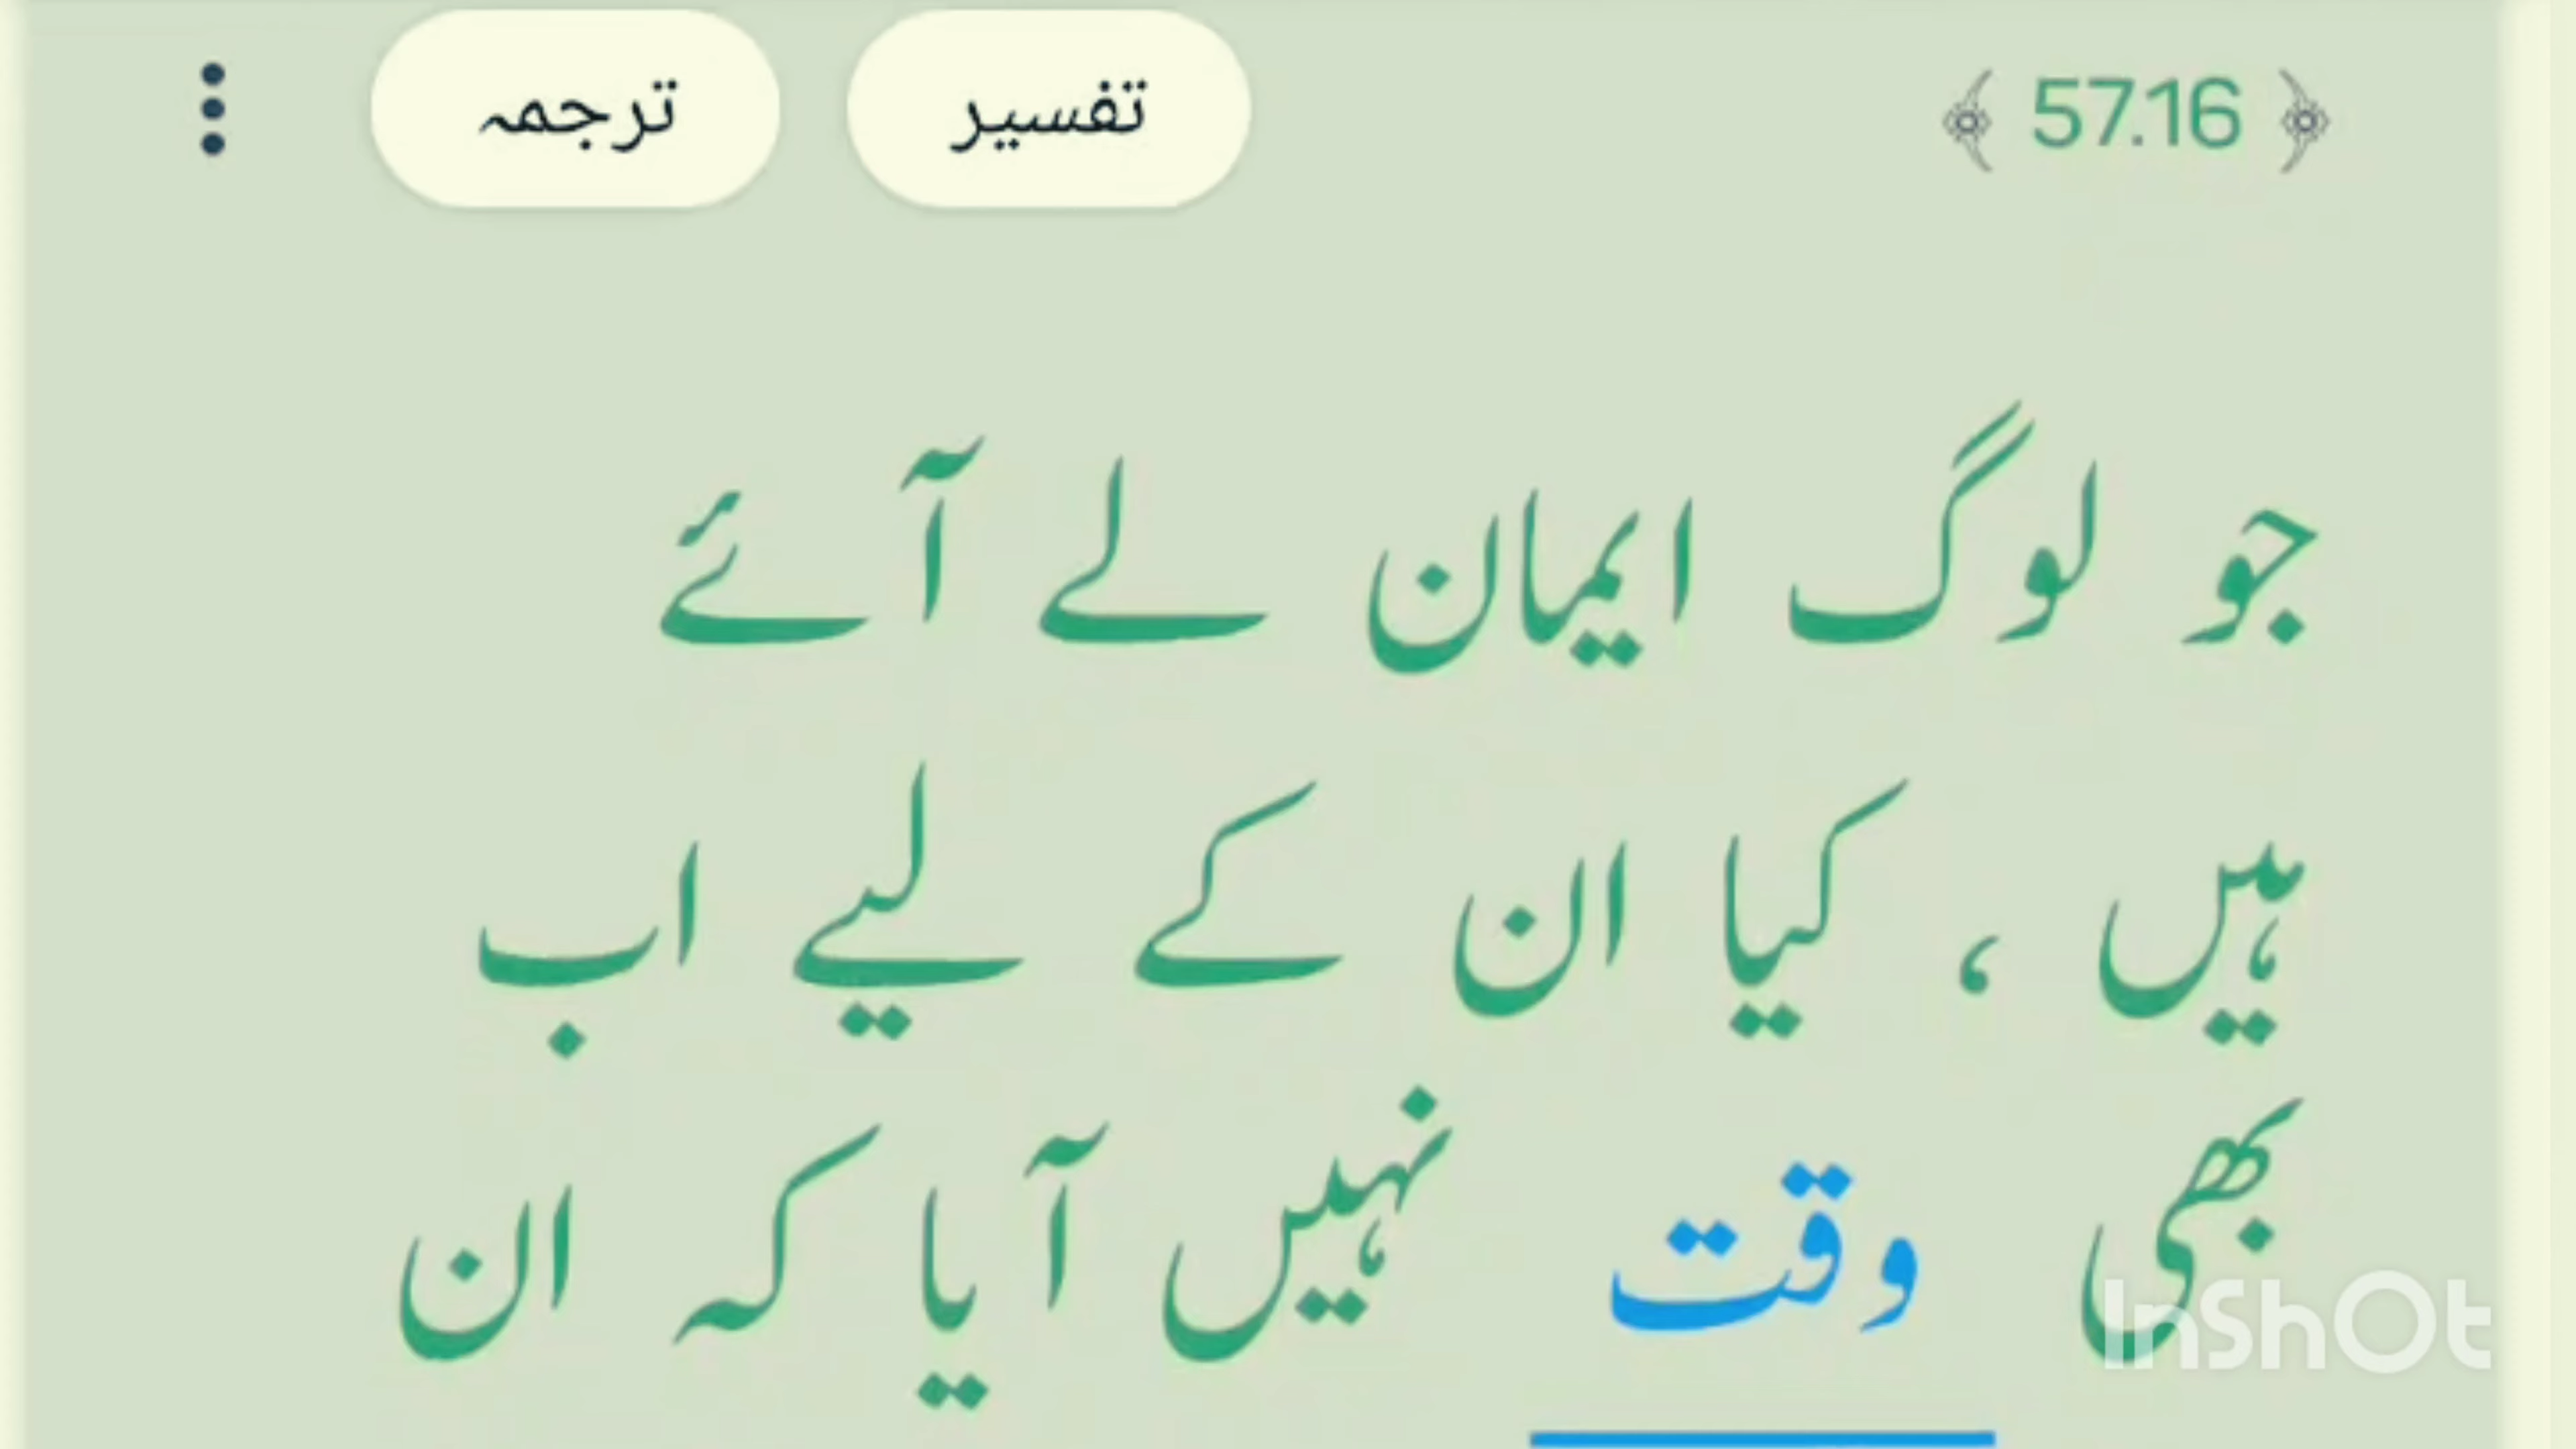 ﴿ 57.16 ﴾ تفسیر ترجمہ
جو لوگ ایمان لے آئے
ہیں ، کیا ان کے لیے اب
بھی وقت نہیں آیا کہ ان
InShOt